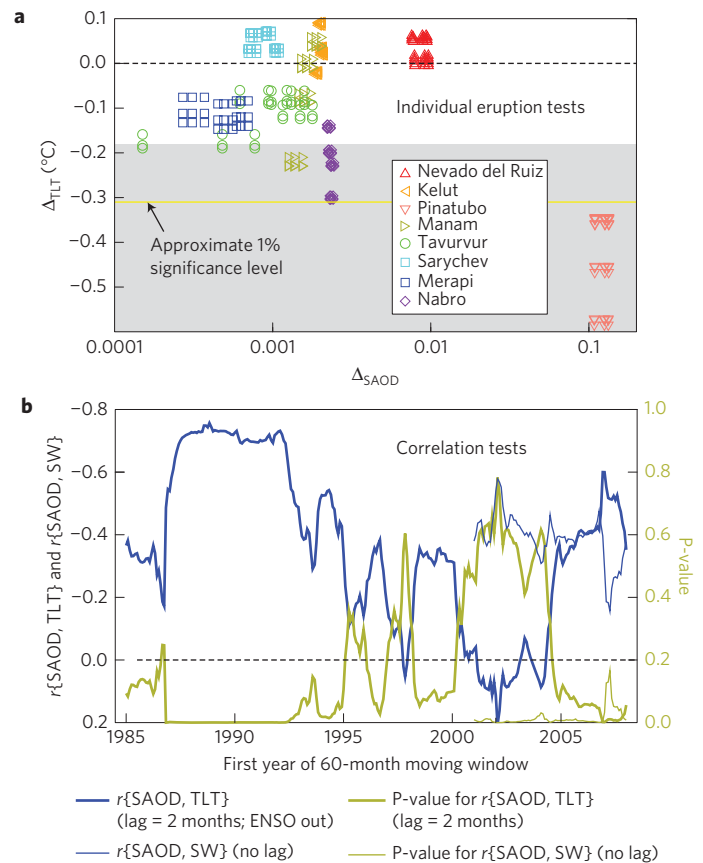 a
0.1
0.0
−0.1
−0.2
−0.3
−0.4
−0.5
ΔTLT (°C)
Individual eruption tests
Approximate 1%
significance level
Nevado del Ruiz
Kelut
Pinatubo
Manam
Tavurvur
Sarychev
Merapi
Nabro
0.0001
0.001
0.01
0.1
ΔSAOD
b
−0.8
−0.6
−0.4
−0.2
0.0
0.2
r{SAOD, TLT} and r{SAOD, SW}
Correlation tests
1.0
0.8
0.6
0.4
0.2
0.0
P-value
1985
1990
1995
2000
2005
First year of 60-month moving window
r{SAOD, TLT}
(lag = 2 months; ENSO out)
r{SAOD, SW} (no lag)
P-value for r{SAOD, TLT}
(lag = 2 months)
P-value for r{SAOD, SW} (no lag)